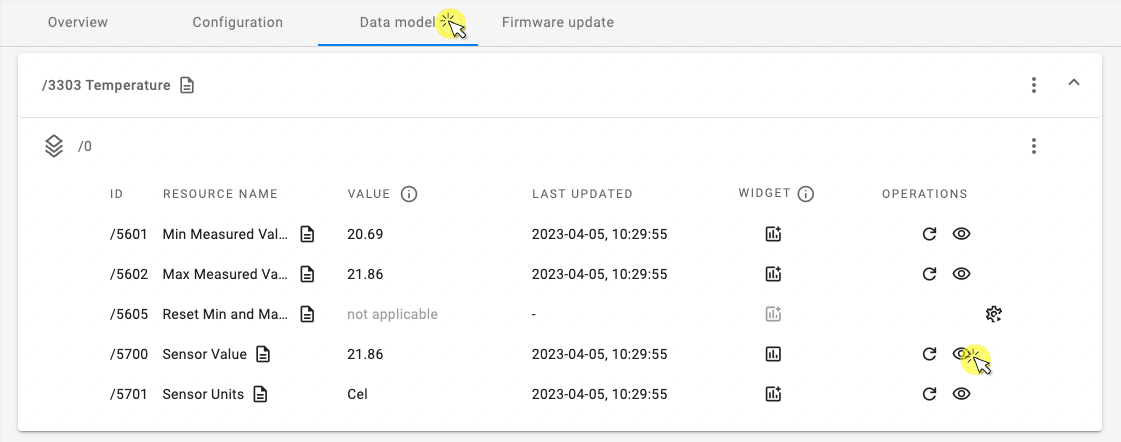 Overview Configuration Data model Firmware update
/3303 Temperature
/0
ID RESOURCE NAME VALUE LAST UPDATED WIDGET OPERATIONS
/5601 Min Measured Val... 20.69 2023-04-05, 10:29:55
/5602 Max Measured Va... 21.86 2023-04-05, 10:29:55
/5605 Reset Min and Ma... not applicable -
/5700 Sensor Value 21.86 2023-04-05, 10:29:55
/5701 Sensor Units Cel 2023-04-05, 10:29:55